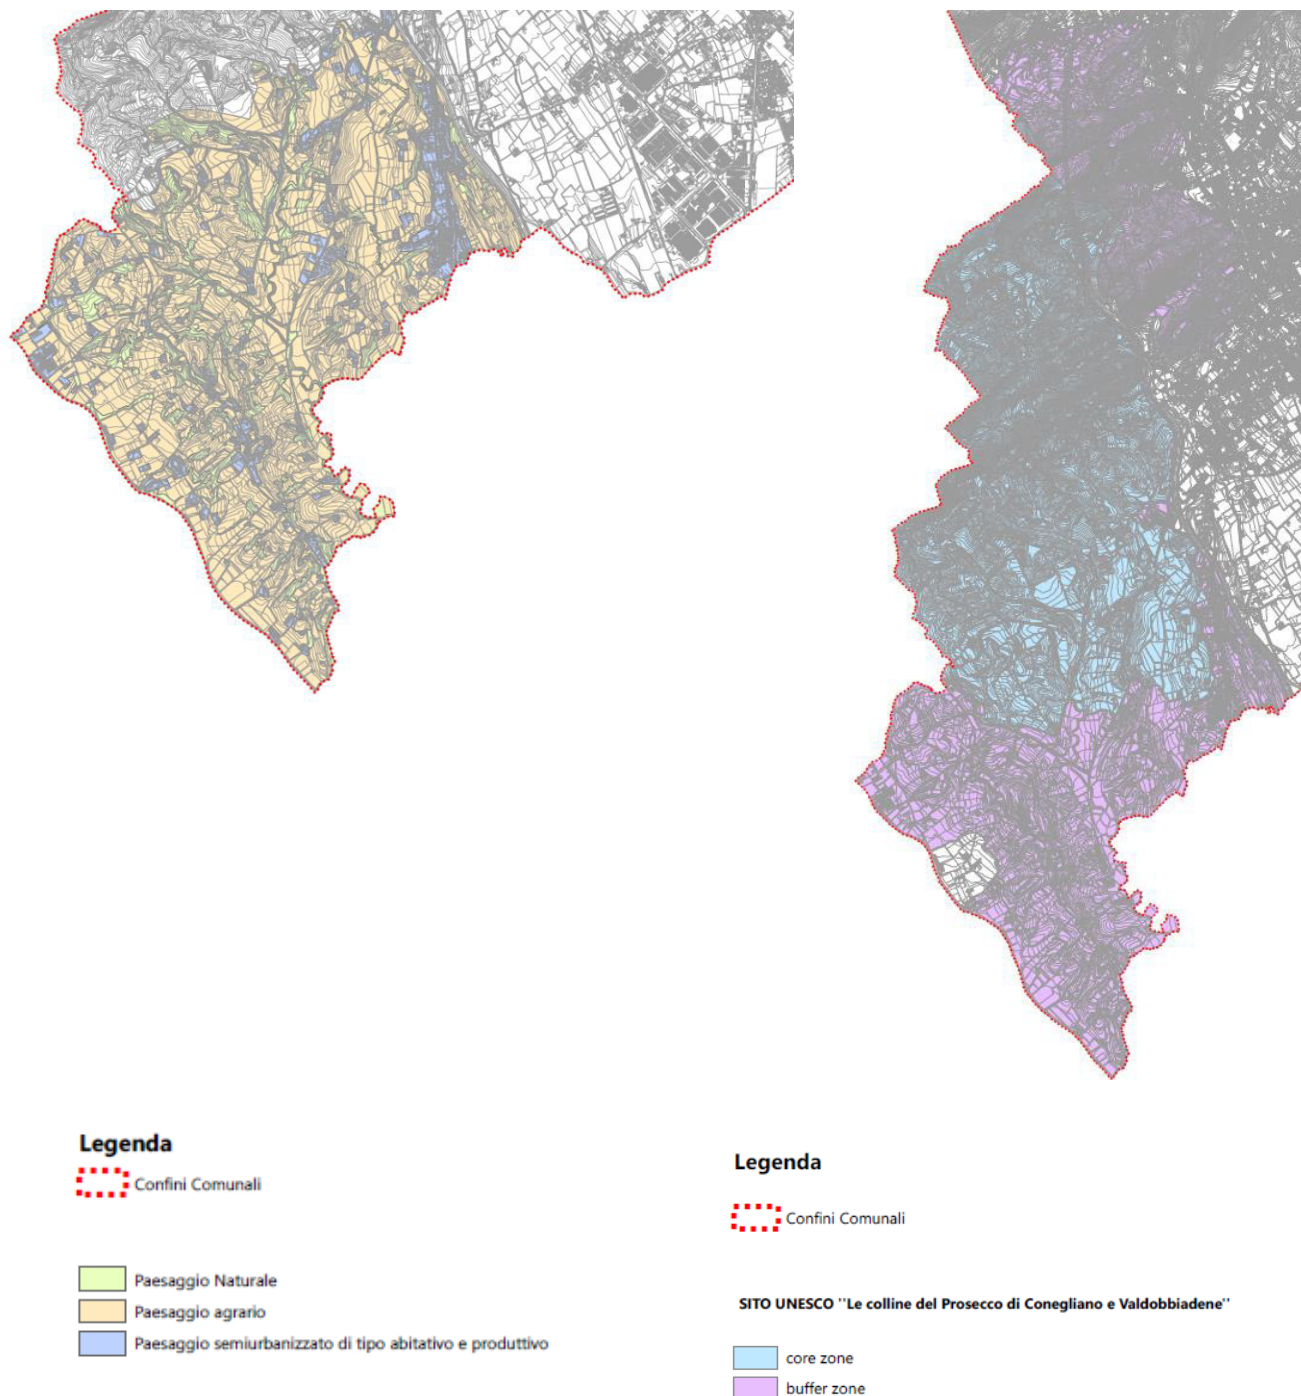 Legenda
Confini Comunali
Paesaggio Naturale
Paesaggio agrario
Paesaggio semiurbanizzato di tipo abitativo e produttivo
Legenda
Confini Comunali
SITO UNESCO ''Le colline del Prosecco di Conegliano e Valdobbiadene''
core zone
buffer zone